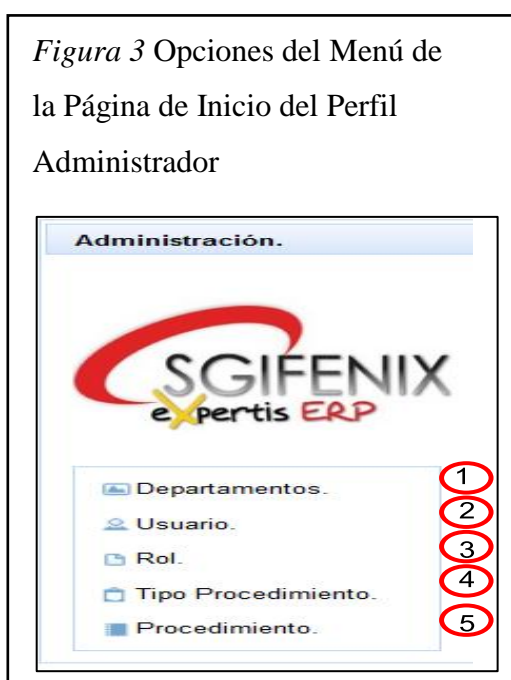 Figura 3 Opciones del Menú de
la Página de Inicio del Perfil
Administrador
Administración.
SGIFENIX
eXpertis ERP
Departamentos. 1
Usuario. 2
Rol. 3
Tipo Procedimiento. 4
Procedimiento. 5